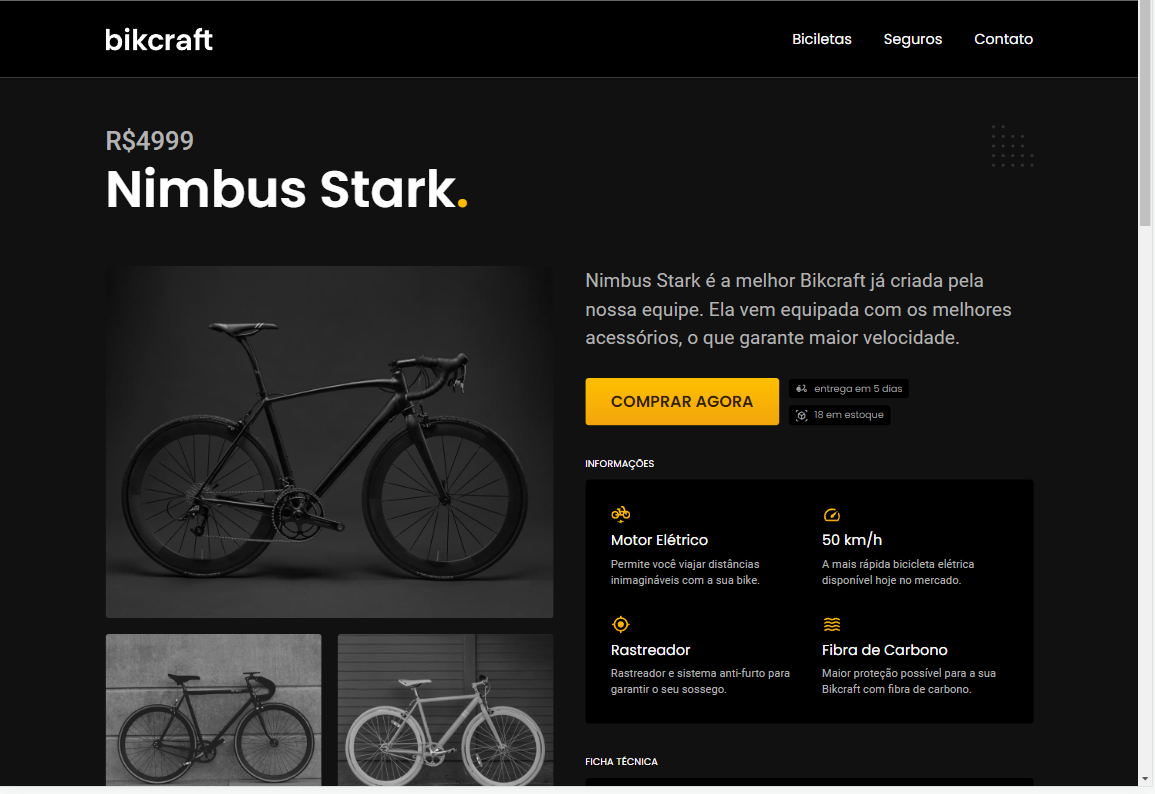 bikcraft
Biciletas
Seguros
Contato
R$4999
Nimbus Stark.
Nimbus Stark é a melhor Bikcraft já criada pela
nossa equipe. Ela vem equipada com os melhores
acessórios, o que garante maior velocidade.
COMPRAR AGORA
entrega em 5 dias
18 em estoque
INFORMAÇÕES
Motor Elétrico
Permite você viajar distâncias
inimagináveis com a sua bike.
50 km/h
A mais rápida bicicleta elétrica
disponível hoje no mercado.
Rastreador
Rastreador e sistema anti-furto para
garantir o seu sossego.
Fibra de Carbono
Maior proteção possível para a sua
Bikcraft com fibra de carbono.
FICHA TÉCNICA